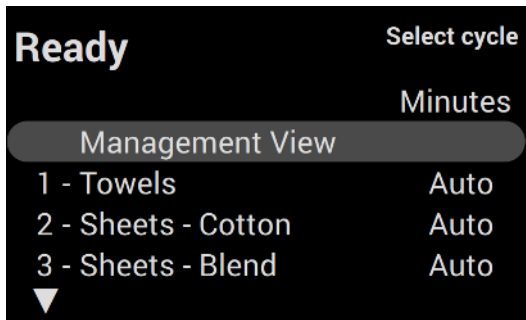 Ready
Select cycle
Minutes
Management View
1 - Towels Auto
2 - Sheets - Cotton Auto
3 - Sheets - Blend Auto